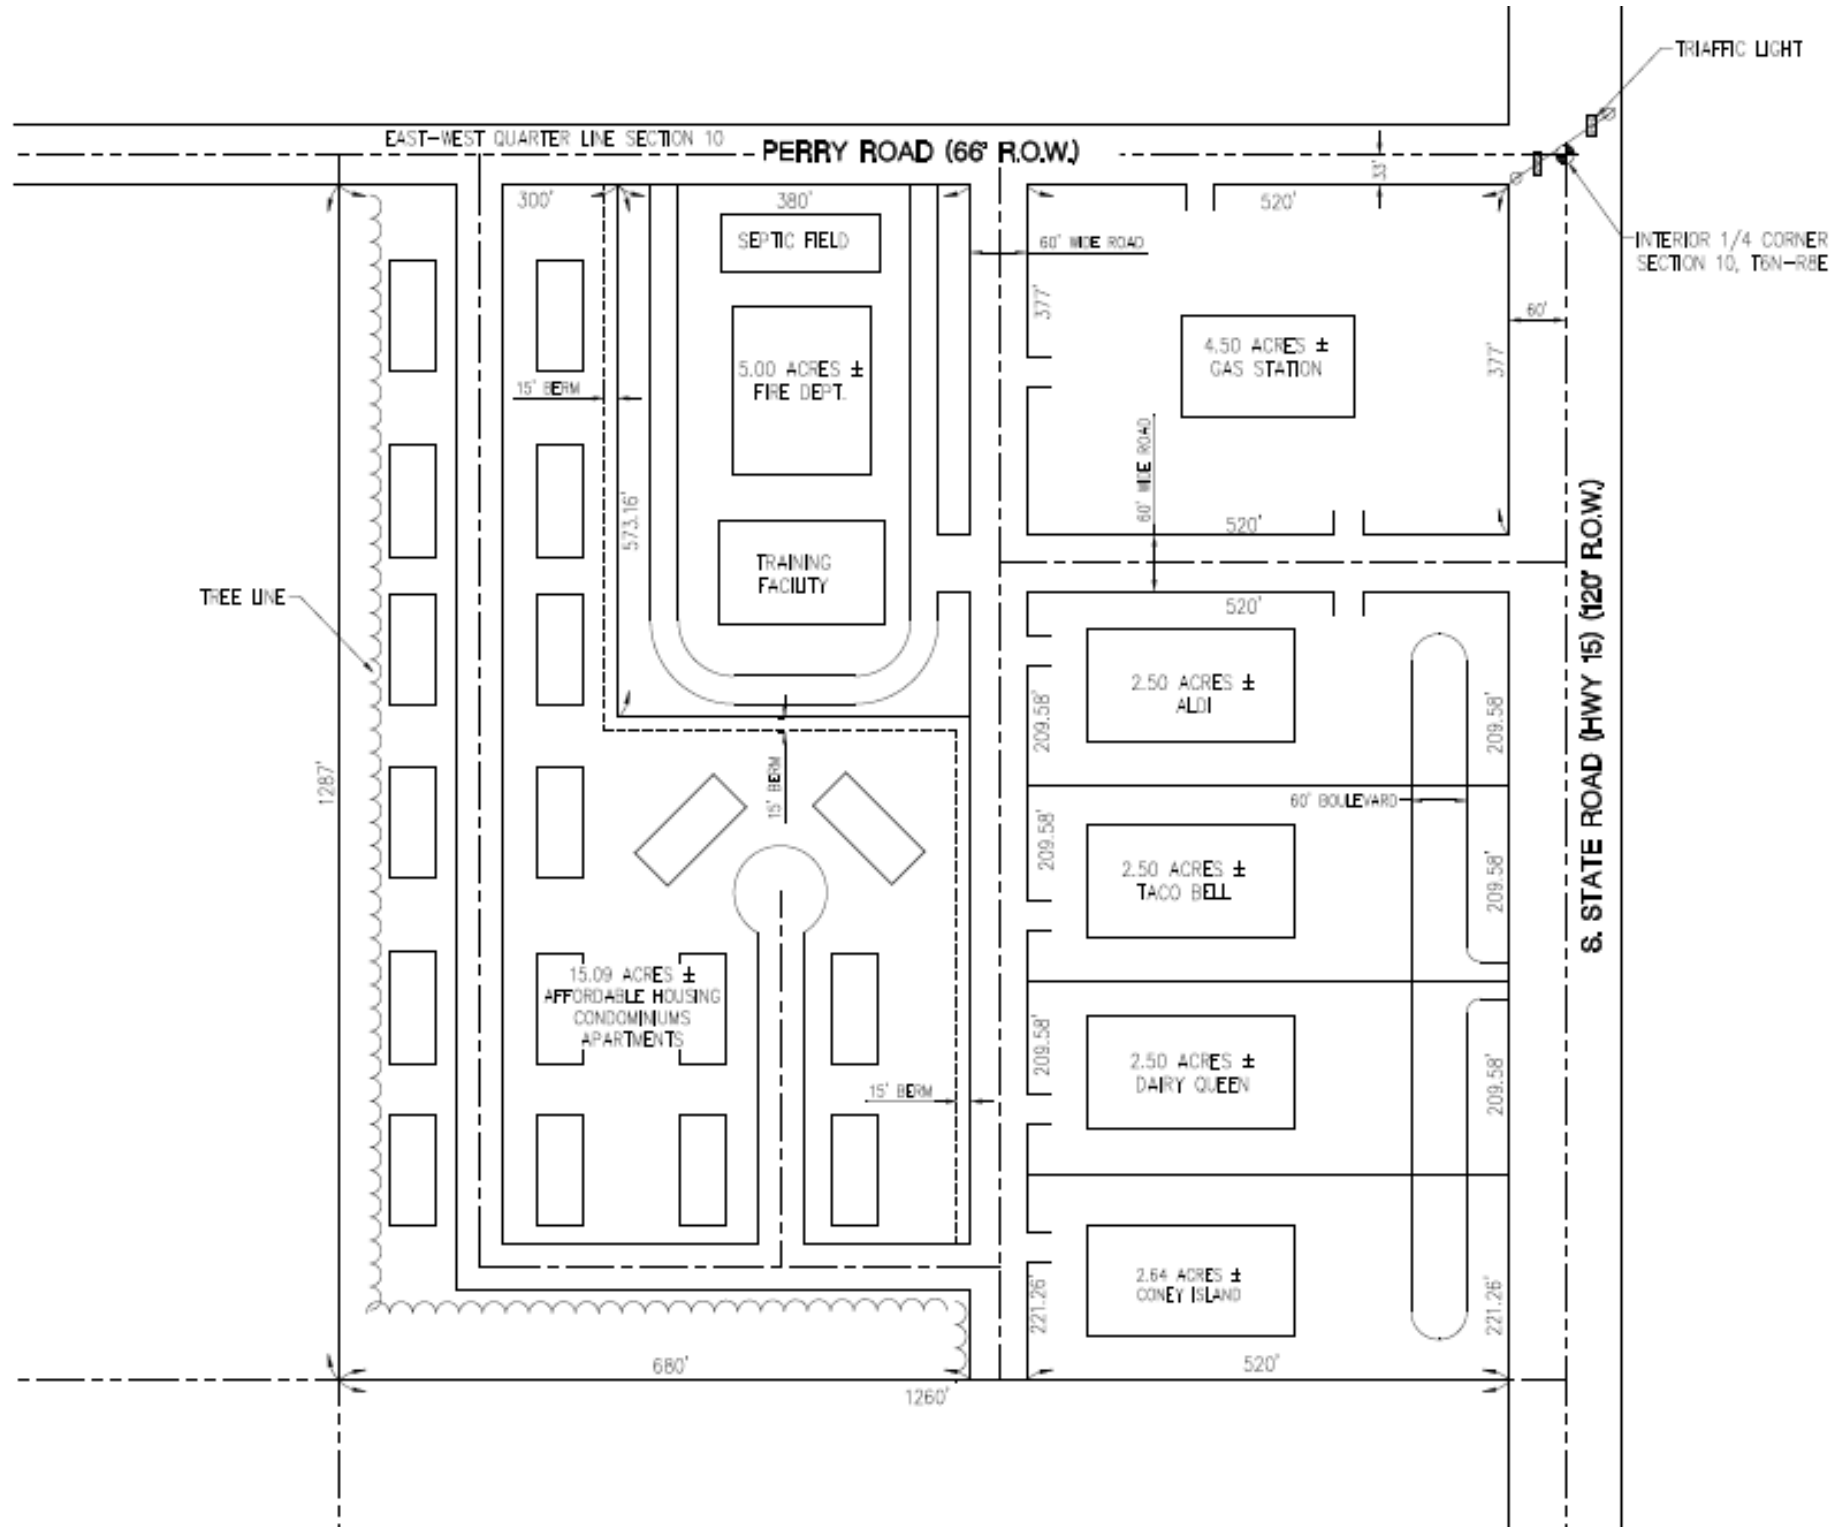 TRIAFFIC LIGHT
EAST-WEST QUARTER LINE SECTION 10
PERRY ROAD (66' R.O.W.)
33'
300'
380'
520'
SEPTIC FIELD
60' WIDE ROAD
INTERIOR 1/4 CORNER
SECTION 10, T6N-R8E
377'
60'
4.50 ACRES ±
GAS STATION
377'
5.00 ACRES ±
FIRE DEPT.
15' BERM
60' WIDE ROAD
573.16'
520'
TRAINING
FACILITY
TREE LINE
520'
S. STATE ROAD (HWY 15) (120' R.O.W.)
2.50 ACRES ±
ALDI
209.58'
209.58'
1287'
15' BERM
60' BOULEVARD
209.58'
2.50 ACRES ±
TACO BELL
209.58'
15.09 ACRES ±
AFFORDABLE HOUSING
CONDOMINIUMS
APARTMENTS
209.58'
2.50 ACRES ±
DAIRY QUEEN
209.58'
15' BERM
221.26'
2.64 ACRES ±
CONEY ISLAND
221.26'
680'
520'
1260'